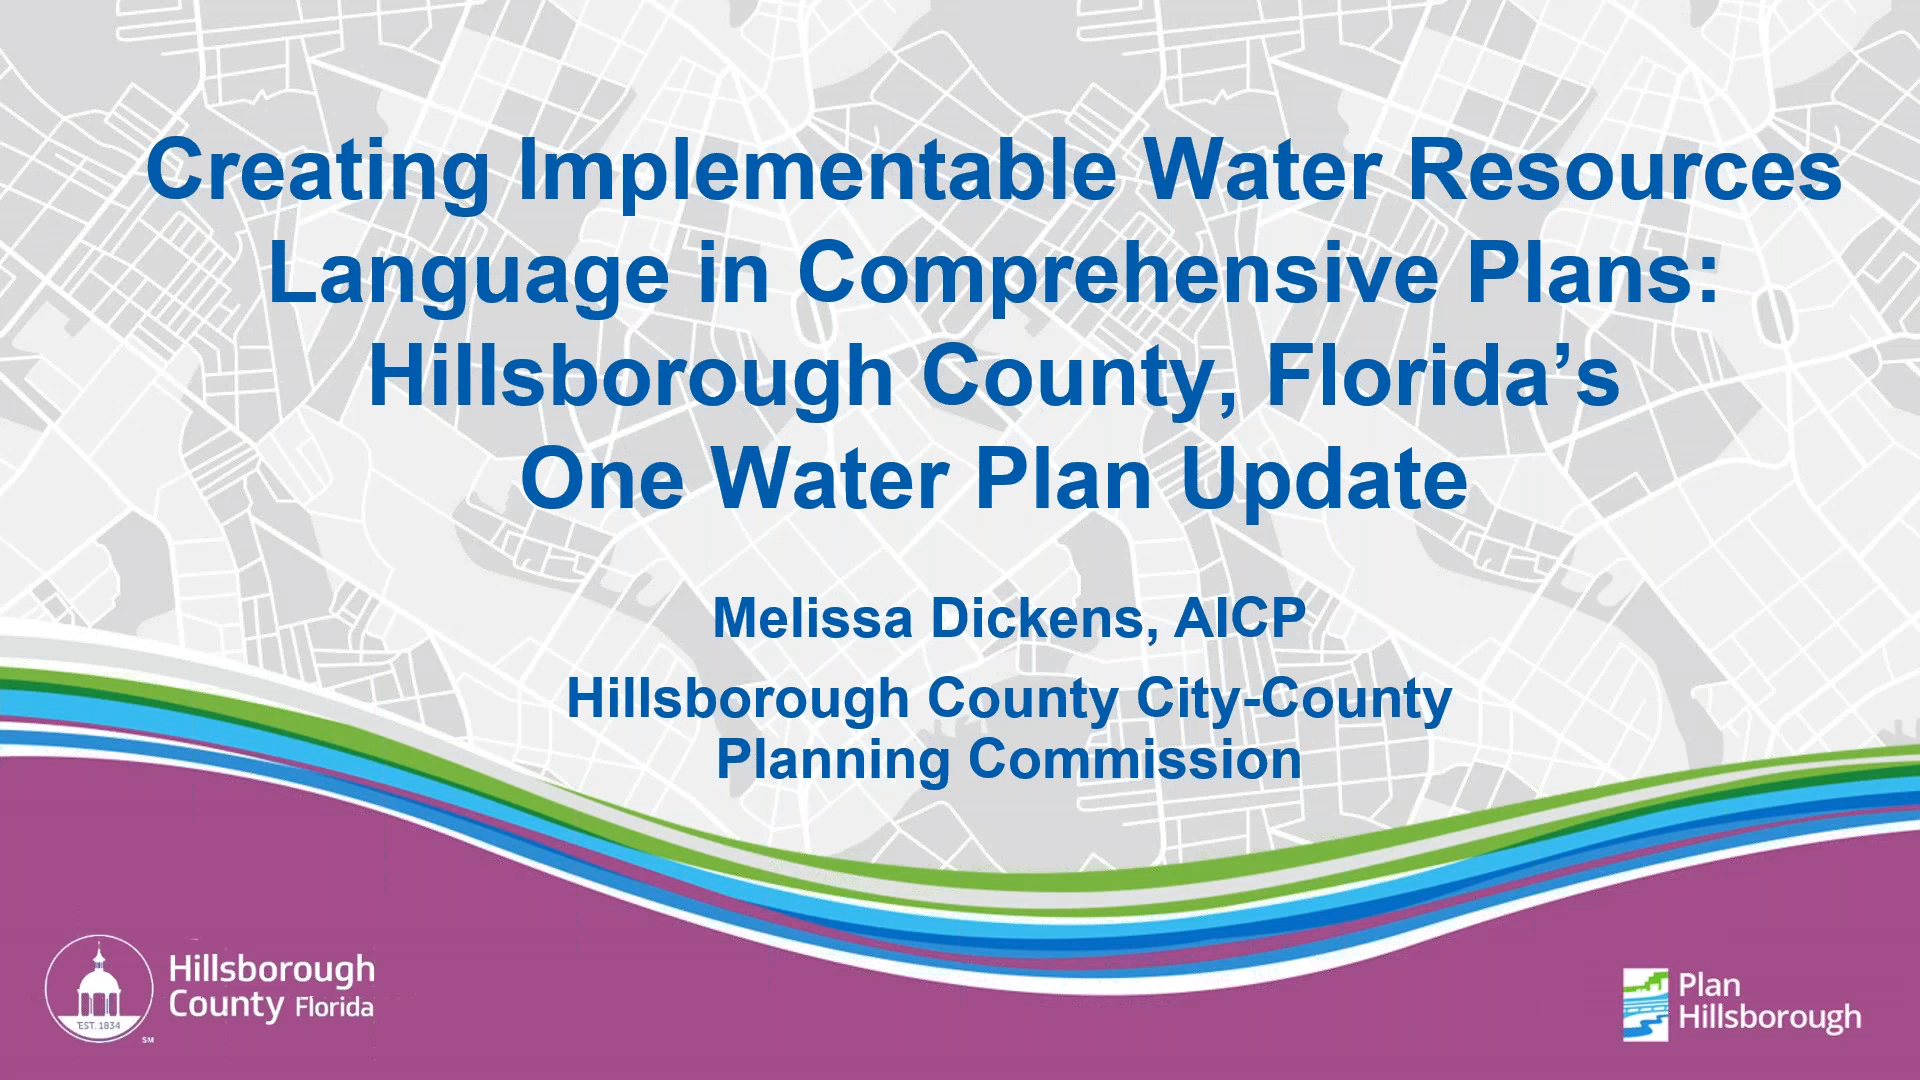 Creating Implementable Water Resources
Language in Comprehensive Plans:
Hillsborough County, Florida’s
One Water Plan Update
Melissa Dickens, AICP
Hillsborough County City-County
Planning Commission
Hillsborough
County Florida
EST. 1834
SM
Plan
Hillsborough